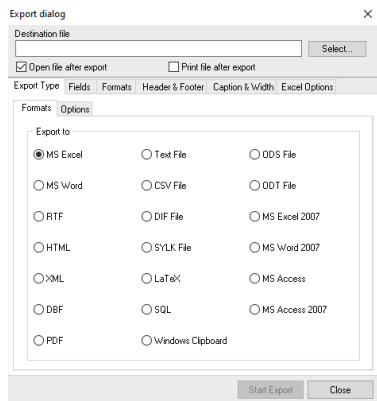 Export dialog
Destination file
Select...
Open file after export Print file after export
Export Type Fields Formats Header & Footer Caption & Width Excel Options
Formats Options
Export to
MS Excel Text File ODS File
MS Word CSV File ODT File
RTF DIF File MS Excel 2007
HTML SYLK File MS Word 2007
XML LaTeX MS Access
DBF SQL MS Access 2007
PDF Windows Clipboard
Start Export Close